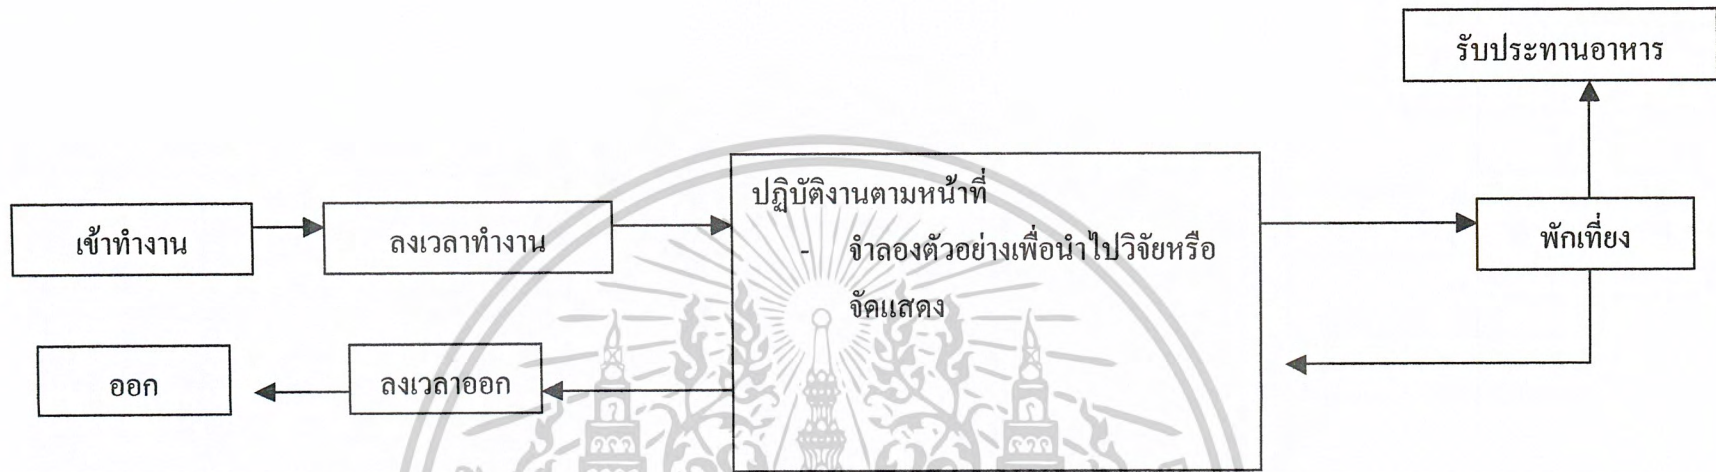 รับประทานอาหาร
เข้าทำงาน
ลงเวลาทำงาน
ปฏิบัติงานตามหน้าที่
- จำลองตัวอย่างเพื่อนำไปวิจัยหรือ
จัดแสดง
พักเที่ยง
ลงเวลาออก
ออก